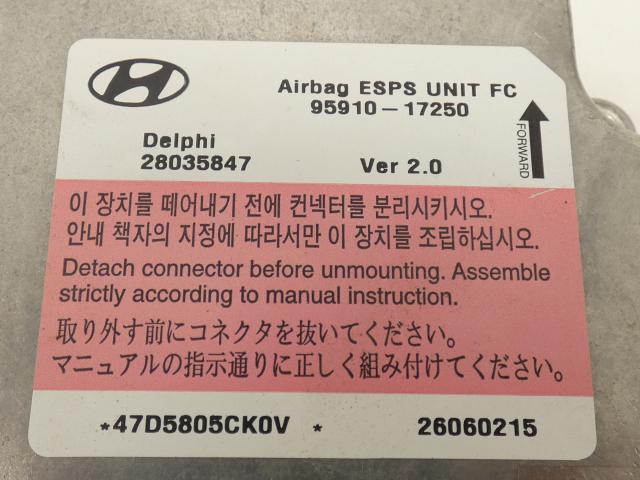 Airbag ESPS UNIT FC
95910-17250
FORWARD
Delphi
28035847
Ver 2.0
이 장치를 떼어내기 전에 컨넥터를 분리시키시오.
안내 책자의 지정에 따라서만 이 장치를 조립하십시오.
Detach connector before unmounting. Assemble
strictly according to manual instruction.
取り外す前にコネクタを抜いてください。
マニュアルの指示通りに正しく組み付けてください。
*47D5805CK0V *
26060215